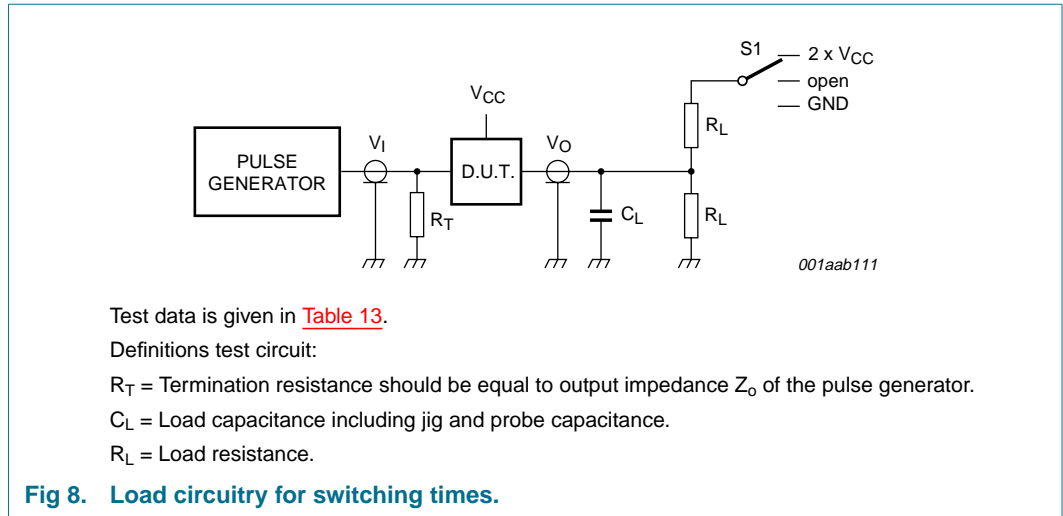 S1
2 x VCC
open
GND
VCC
RL
VI
VO
PULSE
GENERATOR
D.U.T.
RT
CL
RL
001aab111
Test data is given in Table 13.
Definitions test circuit:
RT = Termination resistance should be equal to output impedance Zo of the pulse generator.
CL = Load capacitance including jig and probe capacitance.
RL = Load resistance.
Fig 8. Load circuitry for switching times.